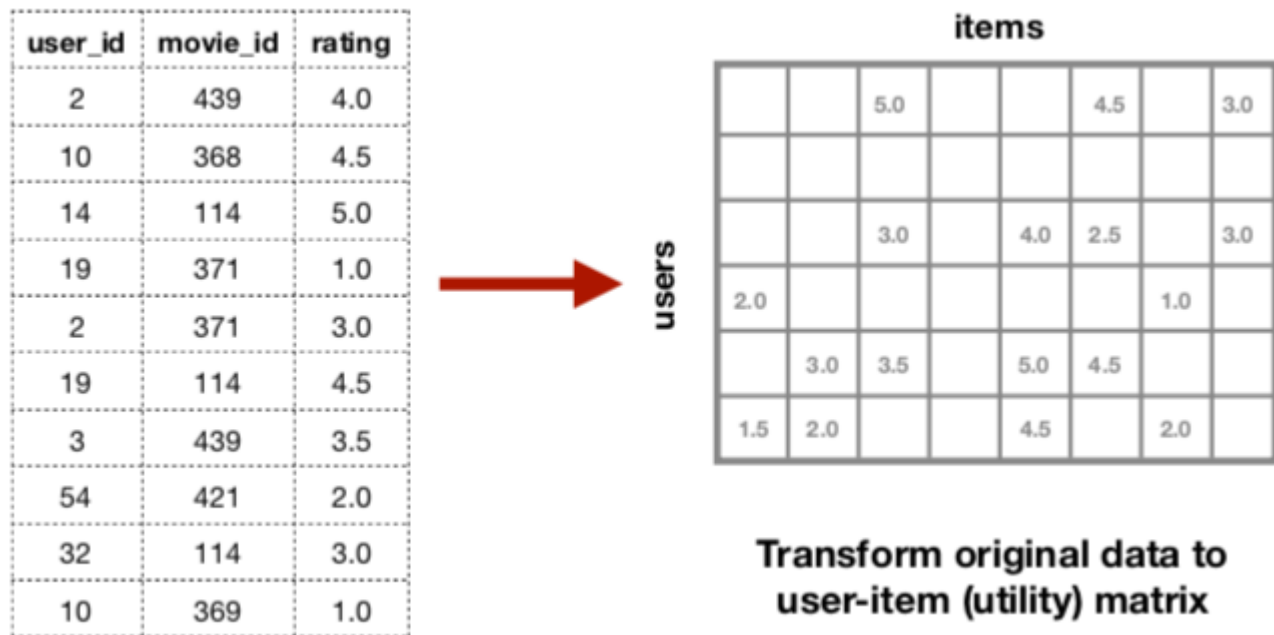 user_id movie_id rating
2 439 4.0
10 368 4.5
14 114 5.0
19 371 1.0
2 371 3.0
19 114 4.5
3 439 3.5
54 421 2.0
32 114 3.0
10 369 1.0
items
users
5.0 4.5 3.0
3.0 4.0 2.5 3.0
2.0 1.0
3.0 3.5 5.0 4.5
1.5 2.0 4.5 2.0
Transform original data to
user-item (utility) matrix